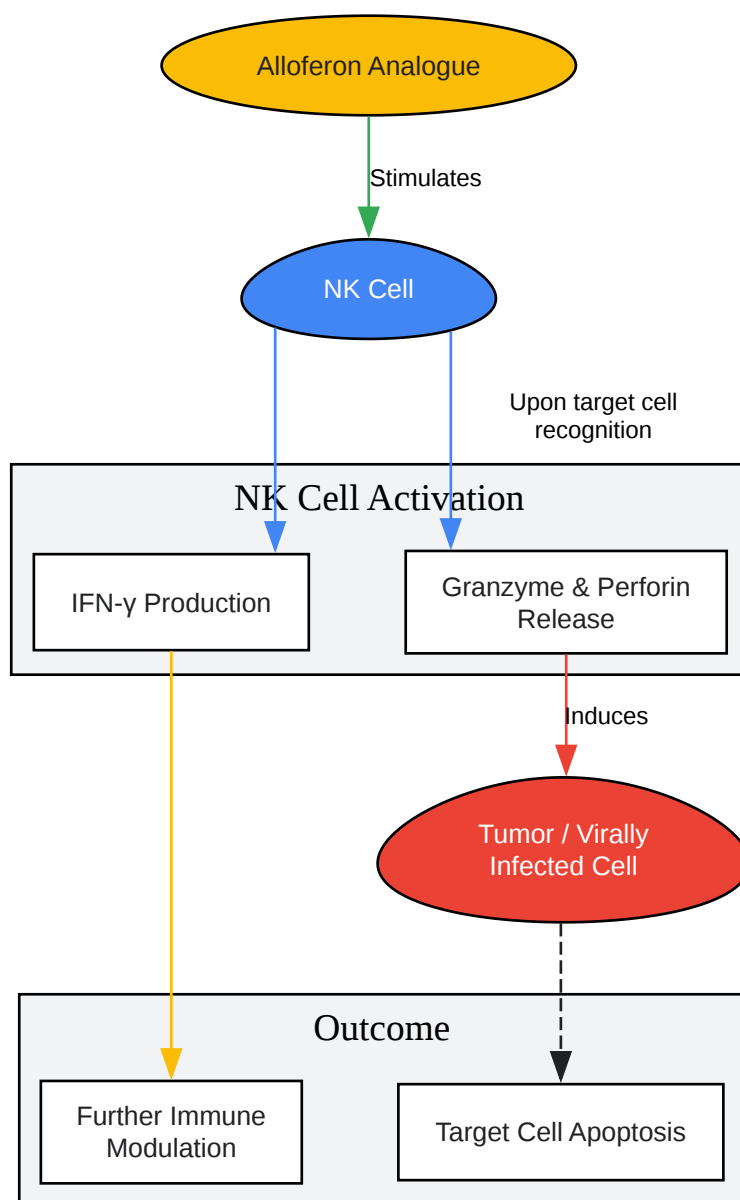 Alloferon Analogue
Stimulates
NK Cell
Upon target cell
recognition
NK Cell Activation
IFN-γ Production
Granzyme & Perforin
Release
Induces
Tumor / Virally
Infected Cell
Outcome
Further Immune
Modulation
Target Cell Apoptosis